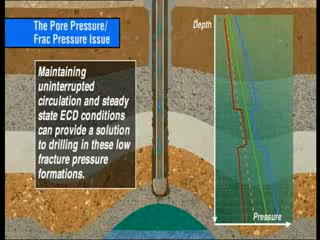 The Pore Pressure/
Frac Pressure Issue
Maintaining
uninterrupted
circulation and steady
state ECD conditions
can provide a solution
to drilling in these low
fracture pressure
formations.
Depth
Pressure